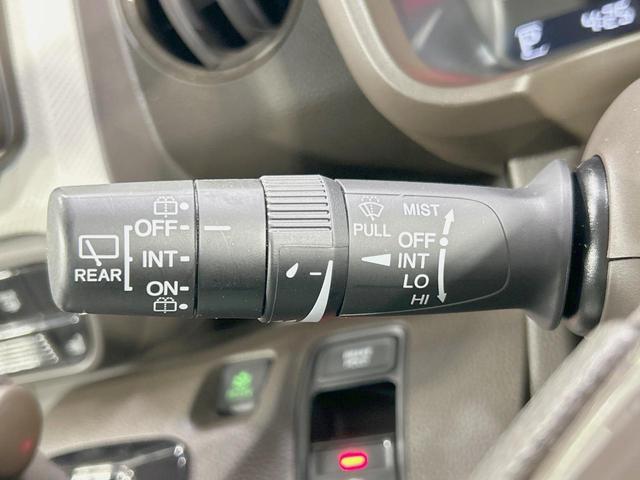 OFF
INT
ON
REAR
PULL
MIST
OFF
INT
LO
HI